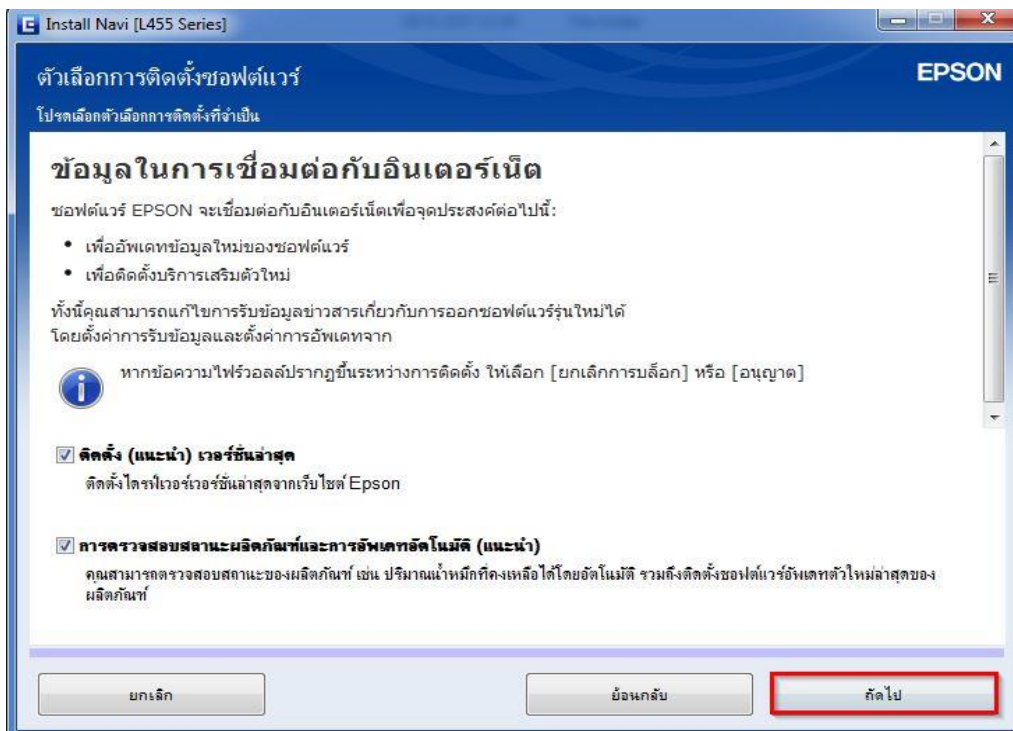 Install Navi [L455 Series]
ตัวเลือกการติดตั้งซอฟต์แวร์
EPSON
โปรดเลือกตัวเลือกการติดตั้งที่จำเป็น
ข้อมูลในการเชื่อมต่อกับอินเตอร์เน็ต
ซอฟต์แวร์ EPSON จะเชื่อมต่อกับอินเตอร์เน็ตเพื่อจุดประสงค์ต่อไปนี้:
• เพื่ออัพเดทข้อมูลใหม่ของซอฟต์แวร์
• เพื่อติดตั้งบริการเสริมตัวใหม่
ทั้งนี้คุณสามารถแก้ไขการรับข้อมูลข่าวสารเกี่ยวกับการออกซอฟต์แวร์รุ่นใหม่ได้
โดยตั้งค่าการรับข้อมูลและตั้งค่าการอัพเดทจาก
หากข้อความไฟร์วอลล์ปรากฏขึ้นระหว่างการติดตั้ง ให้เลือก [ยกเลิกการบล็อก] หรือ [อนุญาต]
ติดตั้ง (แนะนำ) เวอร์ชั่นล่าสุด
ติดตั้งไดรฟ์เวอร์เวอร์ชั่นล่าสุดจากเว็บไซต์ Epson
การตรวจสอบสถานะผลิตภัณฑ์และการอัพเดทอัตโนมัติ (แนะนำ)
คุณสามารถตรวจสอบสถานะของผลิตภัณฑ์ เช่น ปริมาณน้ำหมึกที่คงเหลือได้โดยอัตโนมัติ รวมถึงติดตั้งซอฟต์แวร์อัพเดทตัวใหม่ล่าสุดของ
ผลิตภัณฑ์
ยกเลิก
ย้อนกลับ
ถัดไป